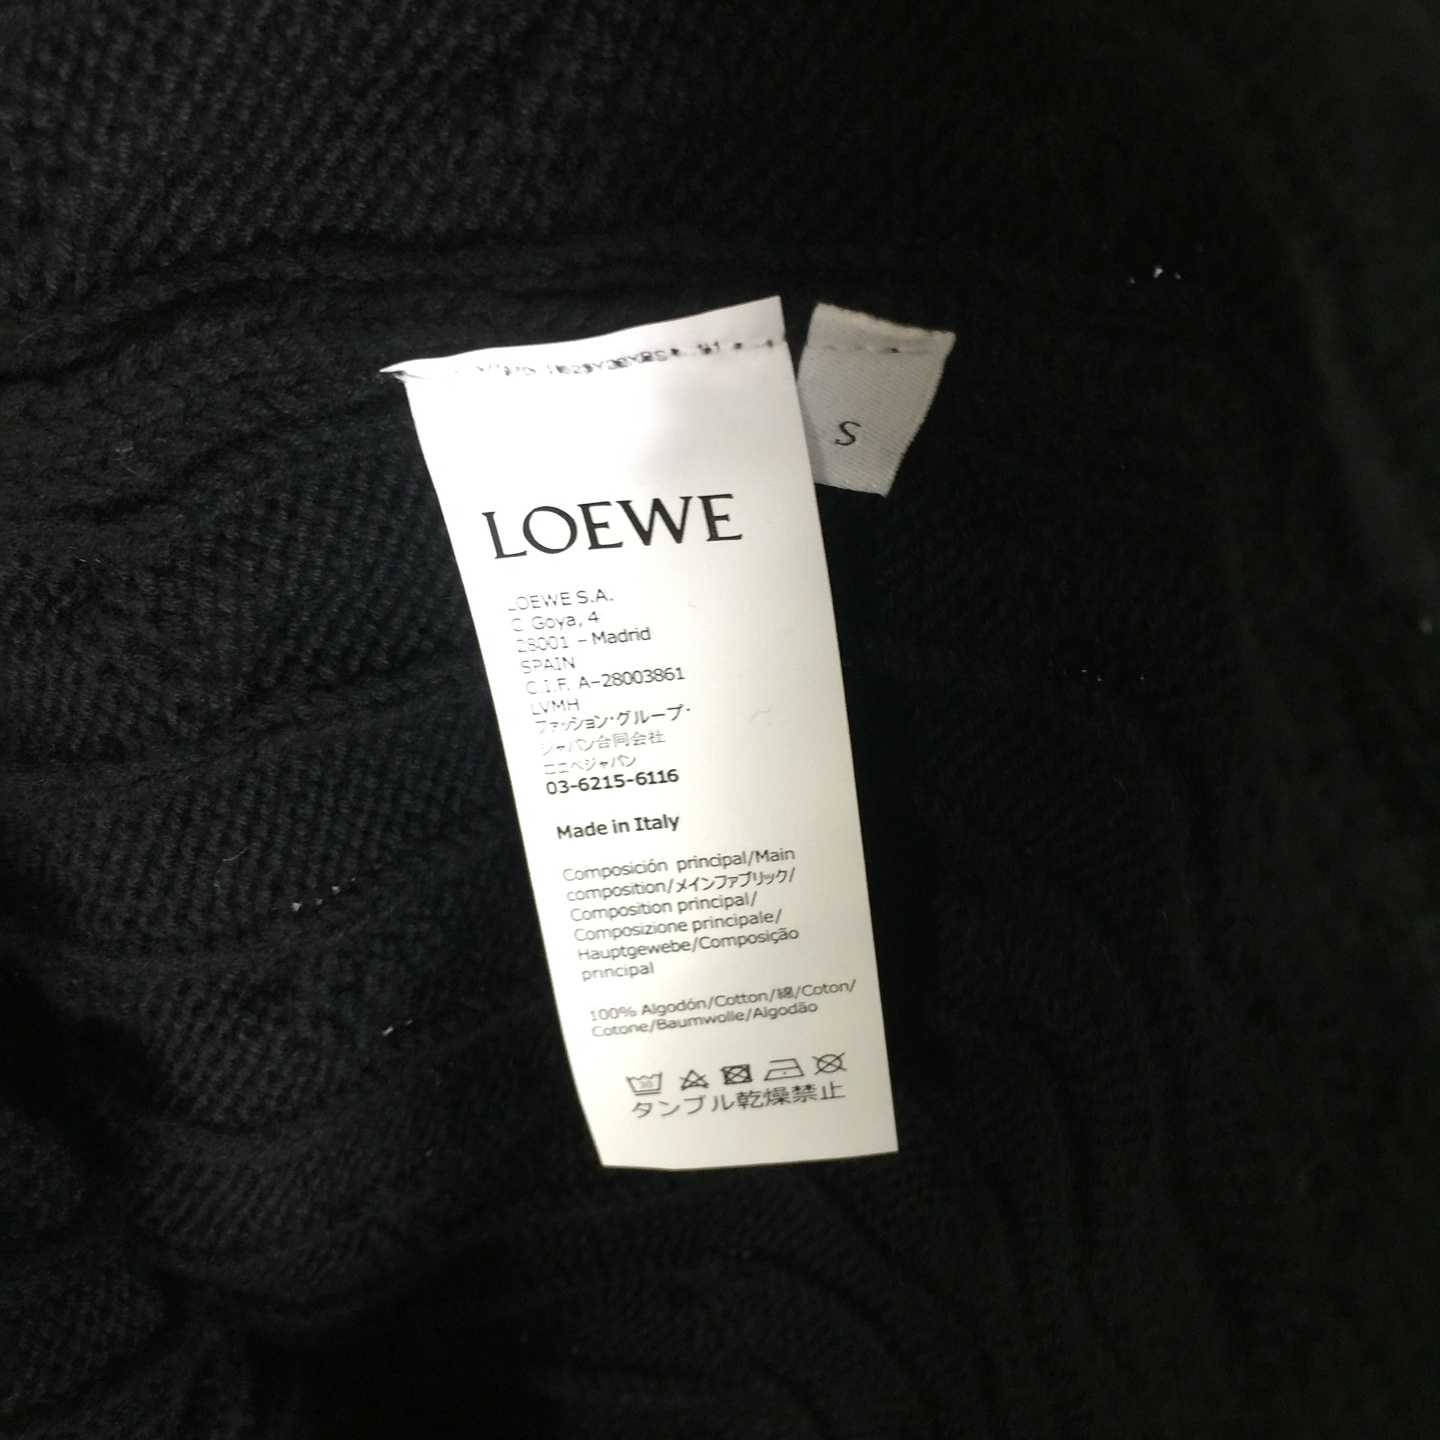 S
LOEWE
LOEWE S.A.
C Goya, 4
28001 - Madrid
SPAIN
C.I.F. A-28003861
LVMH
ファッション・グループ・
ジャパン合同会社
ロエベジャパン
03-6215-6116
Made in Italy
Composición principal/Main
composition/メインファブリック/
Composition principal/
Composizione principale/
Hauptgewebe/Composição
principal
100% Algodón/Cotton/綿/Coton/
Cotone/Baumwolle/Algodão
30
タンブル乾燥禁止